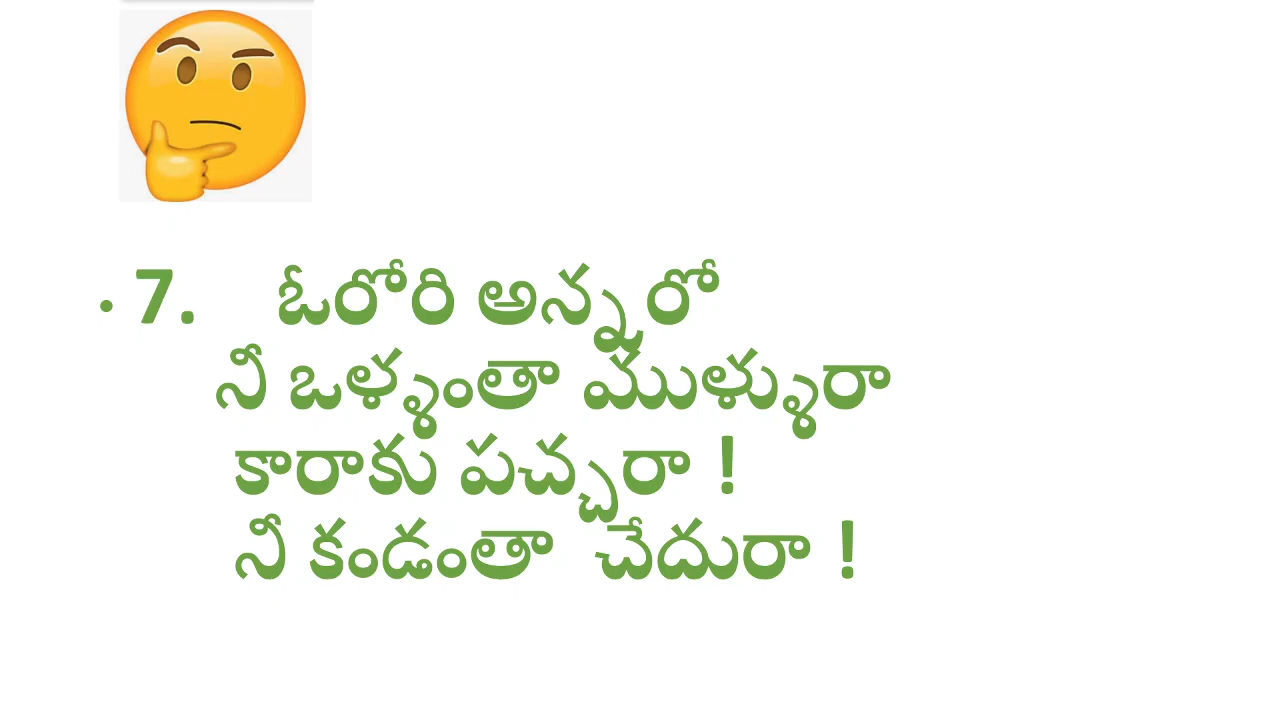 • 7. ఓరోరి అన్నరో
నీ ఒళ్ళంతా ముళ్ళురా
కారాకు పచ్చరా !
నీ కండంతా చేదురా !